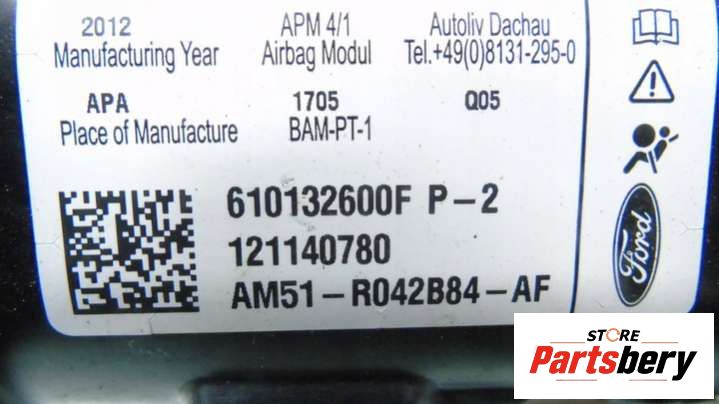 2012 APM 4/1 Autoliv Dachau
Manufacturing Year Airbag Modul Tel.+49(0)8131-295-0
APA 1705 Q05
Place of Manufacture BAM-PT-1
610132600F P-2
121140780
AM51-R042B84-AF
Ford
STORE
Partsbery